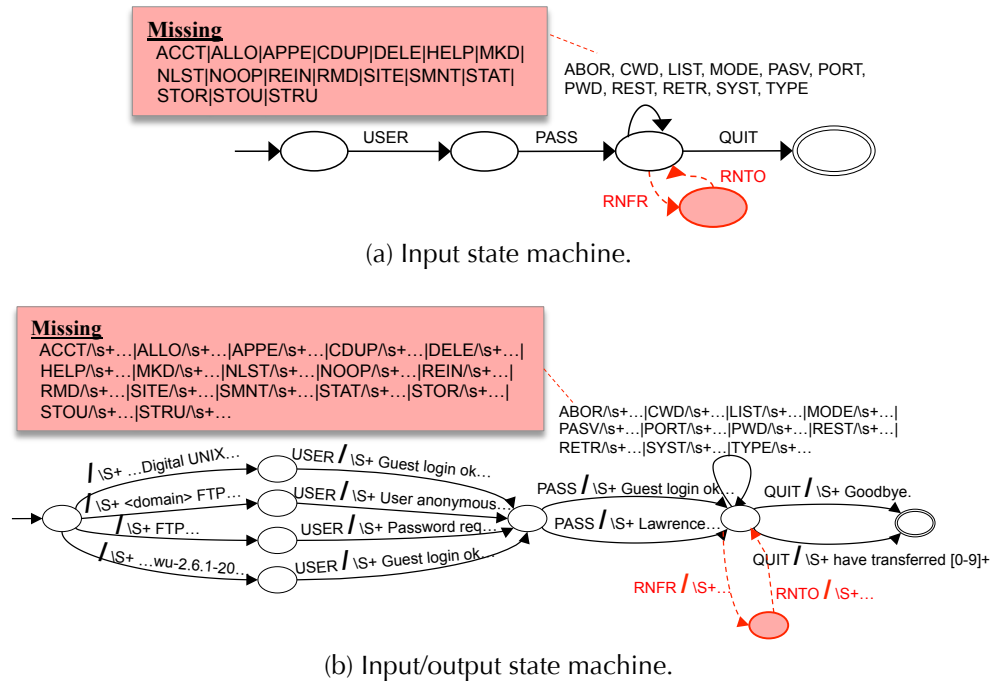 Missing
ACCT|ALLO|APPE|CDUP|DELE|HELP|MKD|
NLST|NOOP|REIN|RMD|SITE|SMNT|STAT|
STOR|STOU|STRU
ABOR, CWD, LIST, MODE, PASV, PORT,
PWD, REST, RETR, SYST, TYPE
USER
PASS
QUIT
RNFR
RNTO
(a) Input state machine.
Missing
ACCT/\s+…|ALLO/\s+…|APPE/\s+…|CDUP/\s+…|DELE/\s+…|
HELP/\s+…|MKD/\s+…|NLST/\s+…|NOOP/\s+…|REIN/\s+…|
RMD/\s+…|SITE/\s+…|SMNT/\s+…|STAT/\s+…|STOR/\s+…|
STOU/\s+…|STRU/\s+…
ABOR/\s+…|CWD/\s+…|LIST/\s+…|MODE/\s+…|
PASV/\s+…|PORT/\s+…|PWD/\s+…|REST/\s+…|
RETR/\s+…|SYST/\s+…|TYPE/\s+…
/ \S+ …Digital UNIX…
/ \S+ <domain> FTP…
/ \S+ FTP…
/ \S+ …wu-2.6.1-20…
USER / \S+ Guest login ok…
USER / \S+ User anonymous…
USER / \S+ Password req…
USER / \S+ Guest login ok…
PASS / \S+ Guest login ok…
PASS / \S+ Lawrence…
QUIT / \S+ Goodbye.
QUIT / \S+ have transferred [0-9]+
RNFR / \S+…
RNTO / \S+…
(b) Input/output state machine.